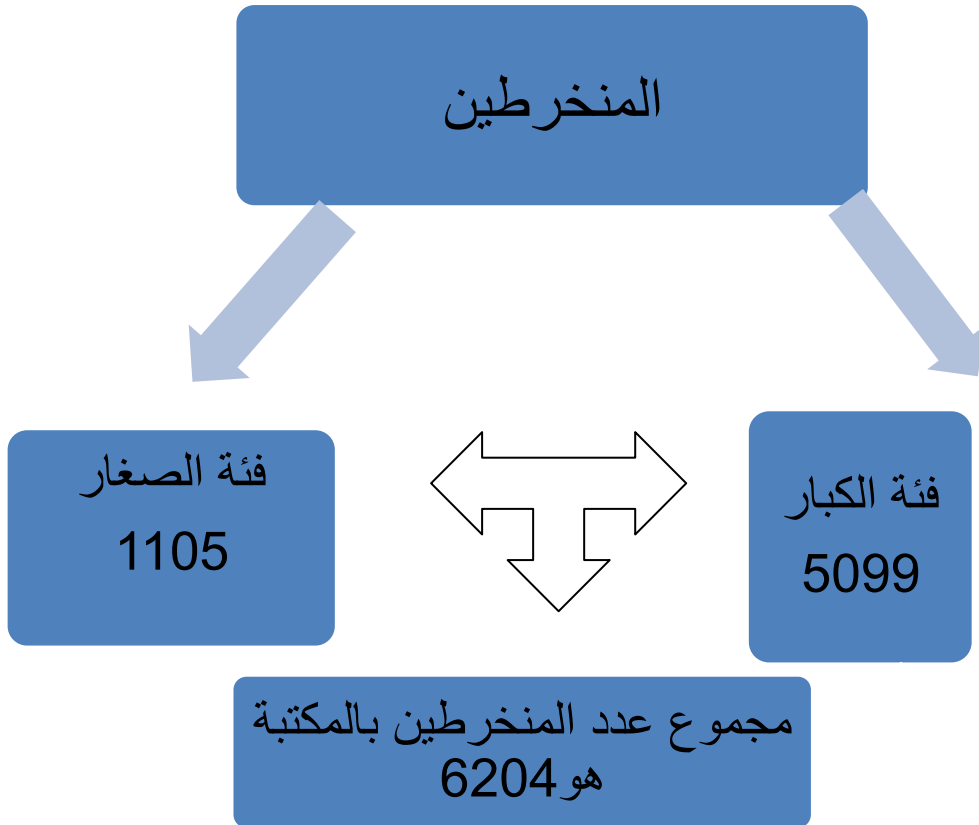 المنخرطين
فئة الكبار
5099
فئة الصغار
1105
مجموع عدد المنخرطين بالمكتبة
هو6204